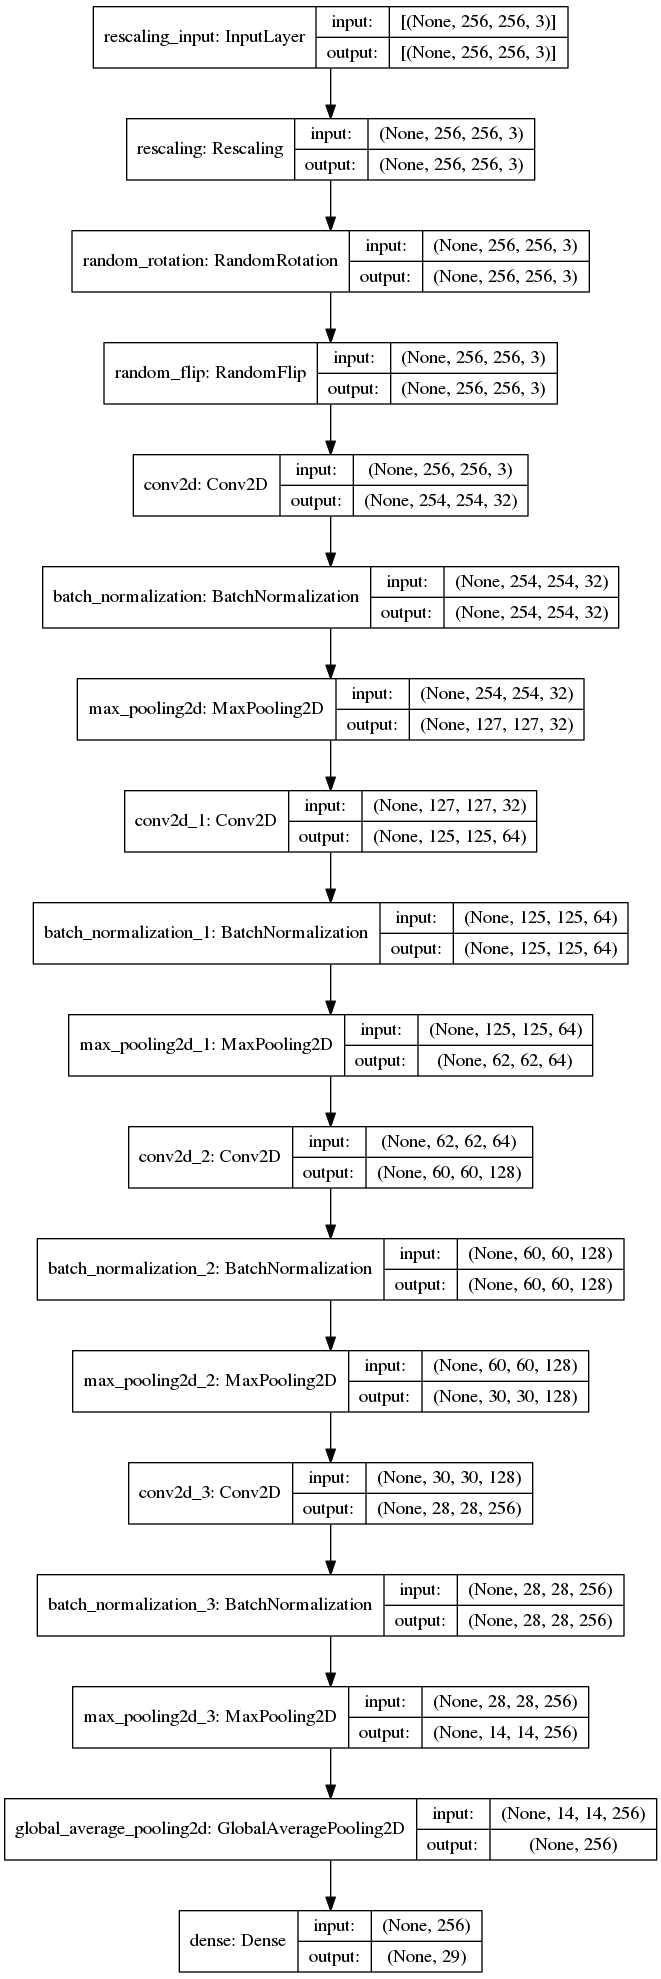 rescaling_input: InputLayer
input: [(None, 256, 256, 3)]
output: [(None, 256, 256, 3)]
rescaling: Rescaling
input: (None, 256, 256, 3)
output: (None, 256, 256, 3)
random_rotation: RandomRotation
input: (None, 256, 256, 3)
output: (None, 256, 256, 3)
random_flip: RandomFlip
input: (None, 256, 256, 3)
output: (None, 256, 256, 3)
conv2d: Conv2D
input: (None, 256, 256, 3)
output: (None, 254, 254, 32)
batch_normalization: BatchNormalization
input: (None, 254, 254, 32)
output: (None, 254, 254, 32)
max_pooling2d: MaxPooling2D
input: (None, 254, 254, 32)
output: (None, 127, 127, 32)
conv2d_1: Conv2D
input: (None, 127, 127, 32)
output: (None, 125, 125, 64)
batch_normalization_1: BatchNormalization
input: (None, 125, 125, 64)
output: (None, 125, 125, 64)
max_pooling2d_1: MaxPooling2D
input: (None, 125, 125, 64)
output: (None, 62, 62, 64)
conv2d_2: Conv2D
input: (None, 62, 62, 64)
output: (None, 60, 60, 128)
batch_normalization_2: BatchNormalization
input: (None, 60, 60, 128)
output: (None, 60, 60, 128)
max_pooling2d_2: MaxPooling2D
input: (None, 60, 60, 128)
output: (None, 30, 30, 128)
conv2d_3: Conv2D
input: (None, 30, 30, 128)
output: (None, 28, 28, 256)
batch_normalization_3: BatchNormalization
input: (None, 28, 28, 256)
output: (None, 28, 28, 256)
max_pooling2d_3: MaxPooling2D
input: (None, 28, 28, 256)
output: (None, 14, 14, 256)
global_average_pooling2d: GlobalAveragePooling2D
input: (None, 14, 14, 256)
output: (None, 256)
dense: Dense
input: (None, 256)
output: (None, 29)